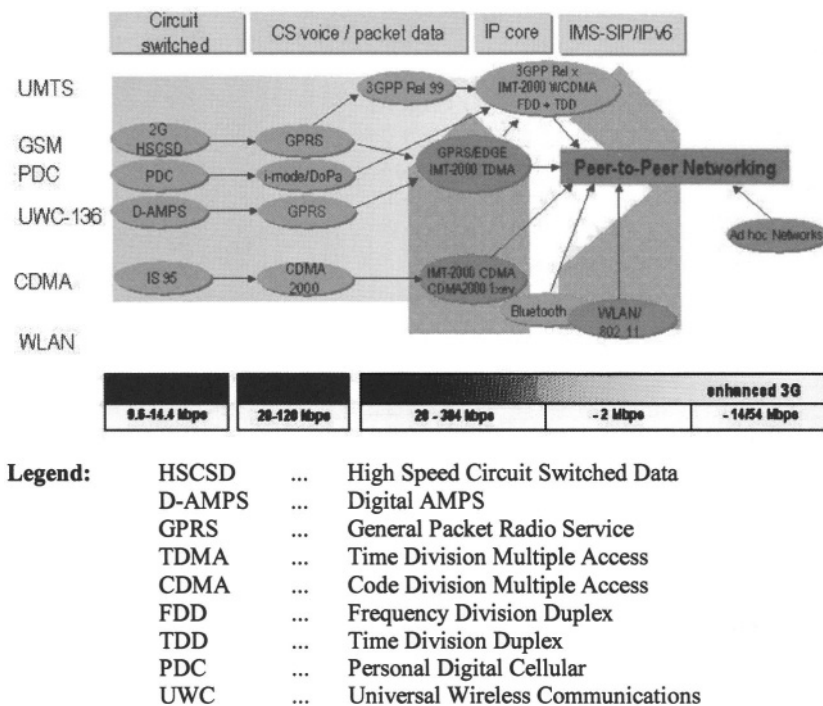 Circuit switched
CS voice / packet data
IP core
IMS-SIP/IPv6
UMTS
3GPP Rel 99
3GPP Rel x
IMT-2000 WCDMA
FDD + TDD
GSM
2G
HSCSD
GPRS
GPRS/EDGE
IMT-2000 TDMA
Peer-to-Peer Networking
PDC
PDC
i-mode/DoPa
UWC-136
D-AMPS
GPRS
Ad hoc Networks
CDMA
IS 95
CDMA
2000
IMT-2000 CDMA
CDMA2000 1xev
Bluetooth
WLAN/
802.11
WLAN
enhanced 3G
9.6-14.4 kbps
20-120 kbps
20 - 384 kbps
~ 2 Mbps
~ 14/54 Mbps
Legend: HSCSD ... High Speed Circuit Switched Data
D-AMPS ... Digital AMPS
GPRS ... General Packet Radio Service
TDMA ... Time Division Multiple Access
CDMA ... Code Division Multiple Access
FDD ... Frequency Division Duplex
TDD ... Time Division Duplex
PDC ... Personal Digital Cellular
UWC ... Universal Wireless Communications